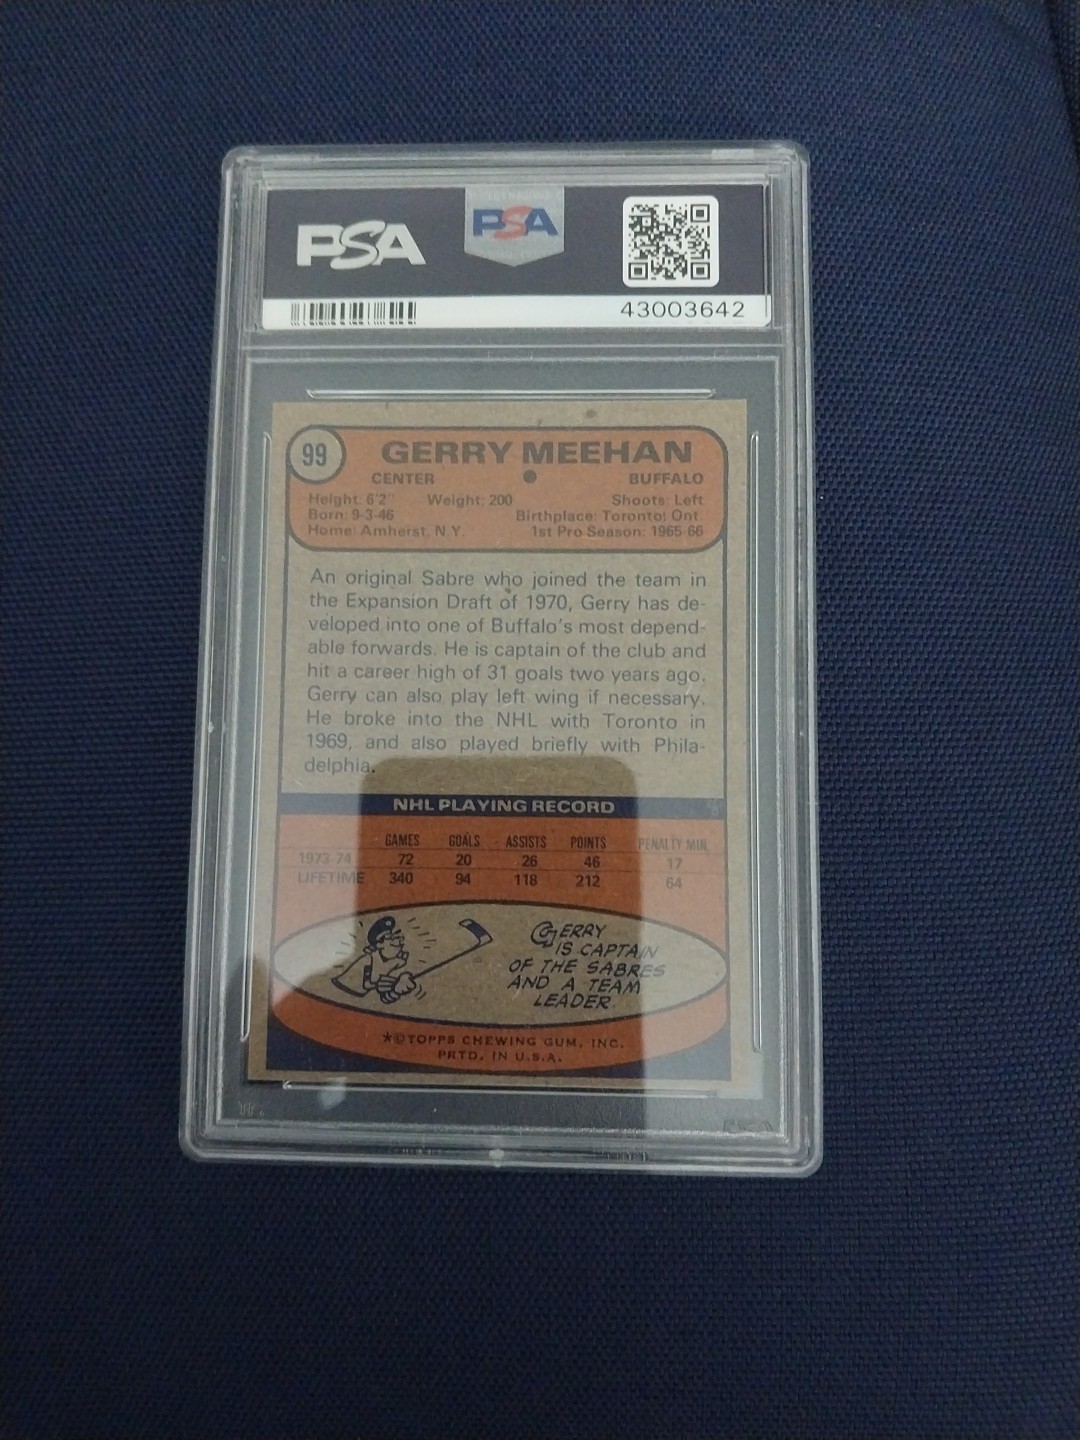 PSA
PSA
43003642
99
GERRY MEEHAN
CENTER
BUFFALO
Height: 6'2" Weight: 200 Shoots: Left
Born: 9-3-46 Birthplace: Toronto, Ont.
Home: Amherst, N.Y. 1st Pro Season: 1965-66
An original Sabre who joined the team in
the Expansion Draft of 1970, Gerry has de-
veloped into one of Buffalo's most depend-
able forwards. He is captain of the club and
hit a career high of 31 goals two years ago.
Gerry can also play left wing if necessary.
He broke into the NHL with Toronto in
1969, and also played briefly with Phila-
delphia.
NHL PLAYING RECORD
GAMES GOALS ASSISTS POINTS PENALTY MIN.
1973-74 72 20 26 46 17
LIFETIME 340 94 118 212 64
GERRY
IS CAPTAIN
OF THE SABRES
AND A TEAM
LEADER.
*©TOPPS CHEWING GUM, INC.
PRTD. IN U.S.A.